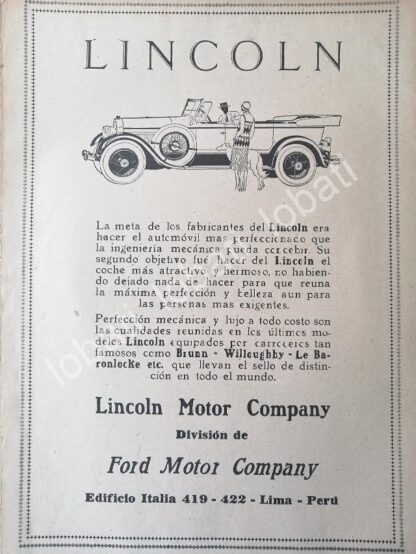 LINCOLN
La meta de los fabricantes del Lincoln era
hacer el automóvil mas perfeccionado que
la ingeniería mecánica pueda concebir. Su
segundo objetivo fué hacer del Lincoln el
coche más atractivo y hermoso, no habien-
do dejado nada de hacer para que reuna
la máxima perfección y belleza aun para
las personas mas exigentes.
Perfección mecánica y lujo a todo costo son
las cualidades reunidas en los últimos mo-
delos Lincoln equipados por carroceros tan
famosos como Brunn - Willoughby - Le Ba-
ronlocke etc. que llevan el sello de distin-
ción en todo el mundo.
Lincoln Motor Company
División de
Ford Motor Company
Edificio Italia 419 - 422 - Lima - Perú
lobati